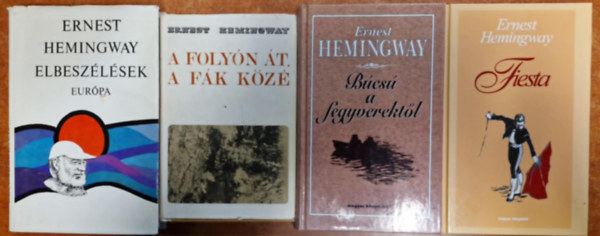 ERNEST
HEMINGWAY
ELBESZÉLÉSEK
EURÓPA
ERNEST HEMINGWAY
A FOLYÓN ÁT,
A FÁK KÖZÉ
Ernest
HEMINGWAY
Búcsú
a
fegyverektől
Ernest
Hemingway
Fiesta